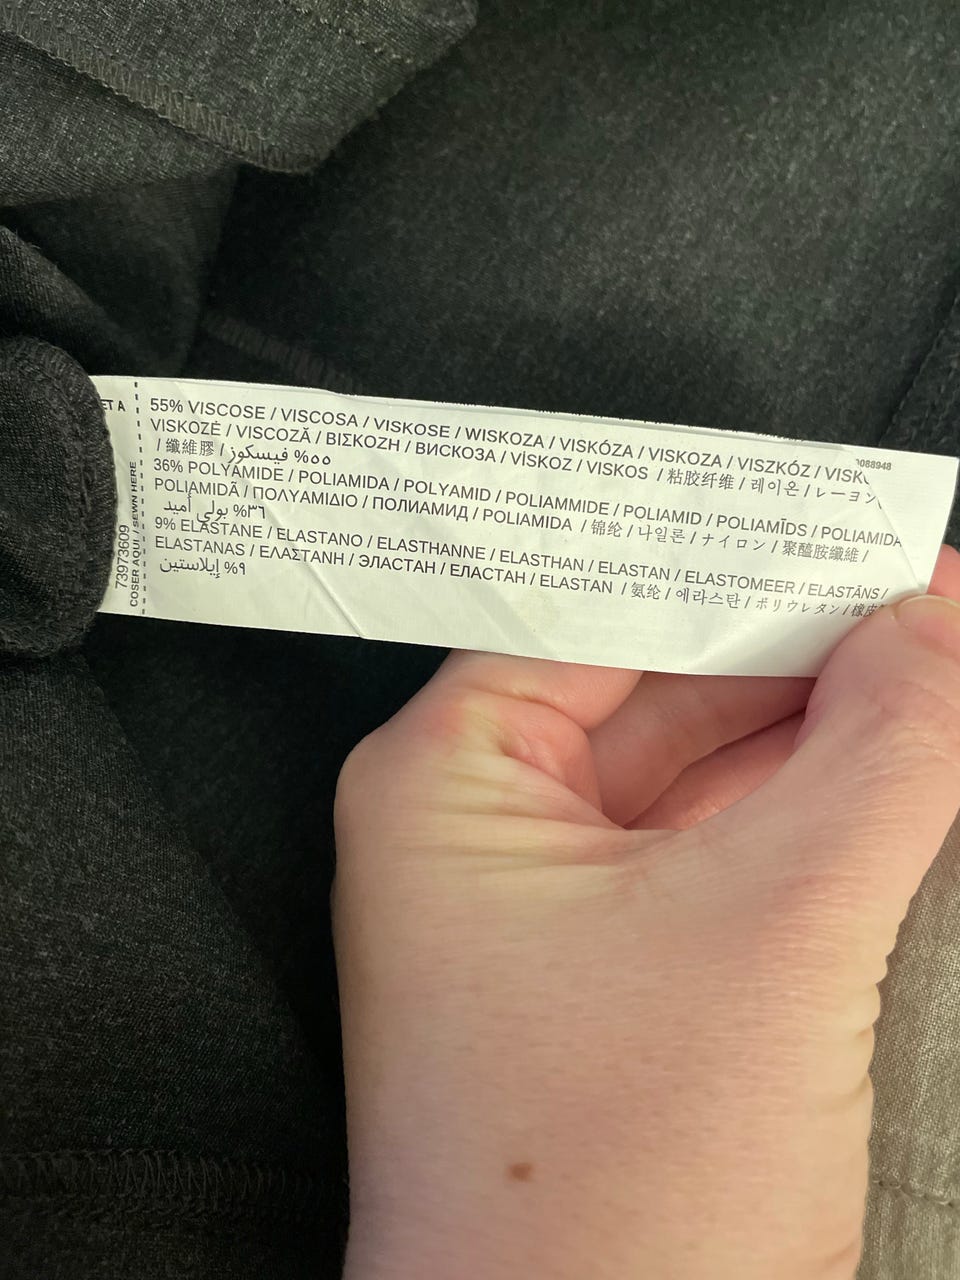 ET A
73973609
COSER AQUI / SEWN HERE
55% VISCOSE / VISCOSA / VISKOSE / WISKOZA / VISKÓZA / VISKOZA / VISZKÓZ /
VISKOZĖ / VISCOZĂ / ΒΙΣΚΟΖΗ / ВИСКОЗА / VİSKOZ / VISKOS / 粘胶纤维 / 레이온 / レーヨン
/ 纖維膠 / ٥٥% فيسكوز
36% POLYAMIDE / POLIAMIDA / POLYAMID / POLIAMMIDE / POLIAMID / POLIAMĪDS / POLIAMIDA
POLIAMIDĂ / ΠΟΛΥΑΜΙΔΙΟ / ПОЛИАМИД / POLIAMIDA / 锦纶 / 나일론 / ナイロン / 聚醯胺纖維 /
٣٦% بولي أميد
9% ELASTANE / ELASTANO / ELASTHANNE / ELASTHAN / ELASTAN / ELASTOMEER / ELASTĀNS /
ELASTANAS / ΕΛΑΣΤΑΝΗ / ЭЛАСТАН / ЕЛАСТАН / ELASTAN / 氨纶 / 에라스탄 / ポリウレタン /
٩% إيلاستين